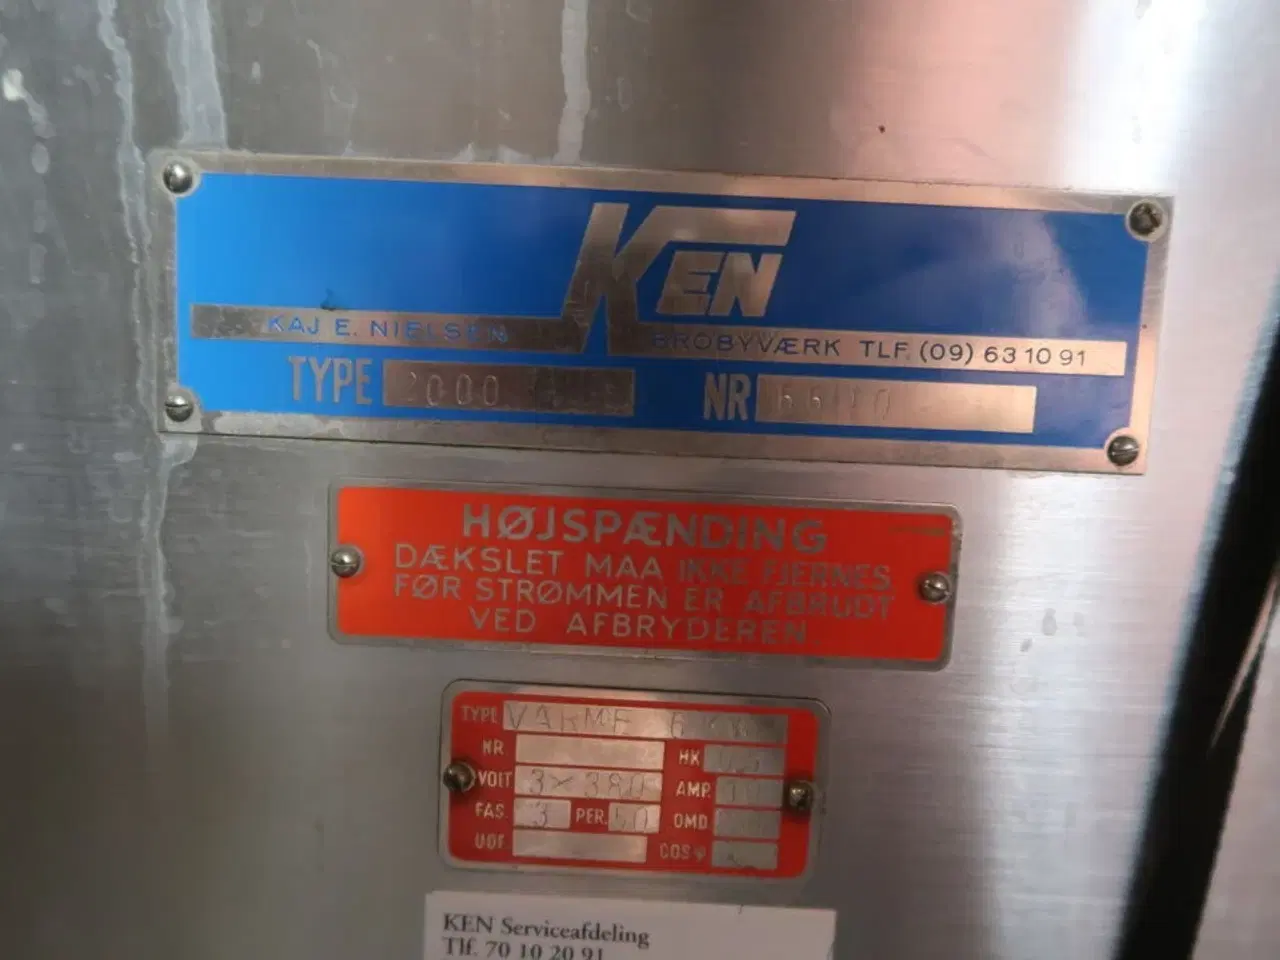 KEN
KAJ E. NIELSEN BROBYVÆRK TLF. (09) 63 10 91
TYPE 2000 NR
HØJSPÆNDING
DÆKSLET MAA IKKE FJERNES
FØR STRØMMEN ER AFBRUDT
VED AFBRYDEREN.
TYPE VARME 6 KW
NR HK
VOLT 3×380 AMP.
FAS. 3 PER. 50 OMD
UDF COS φ
KEN Serviceafdeling
Tlf. 70 10 20 91